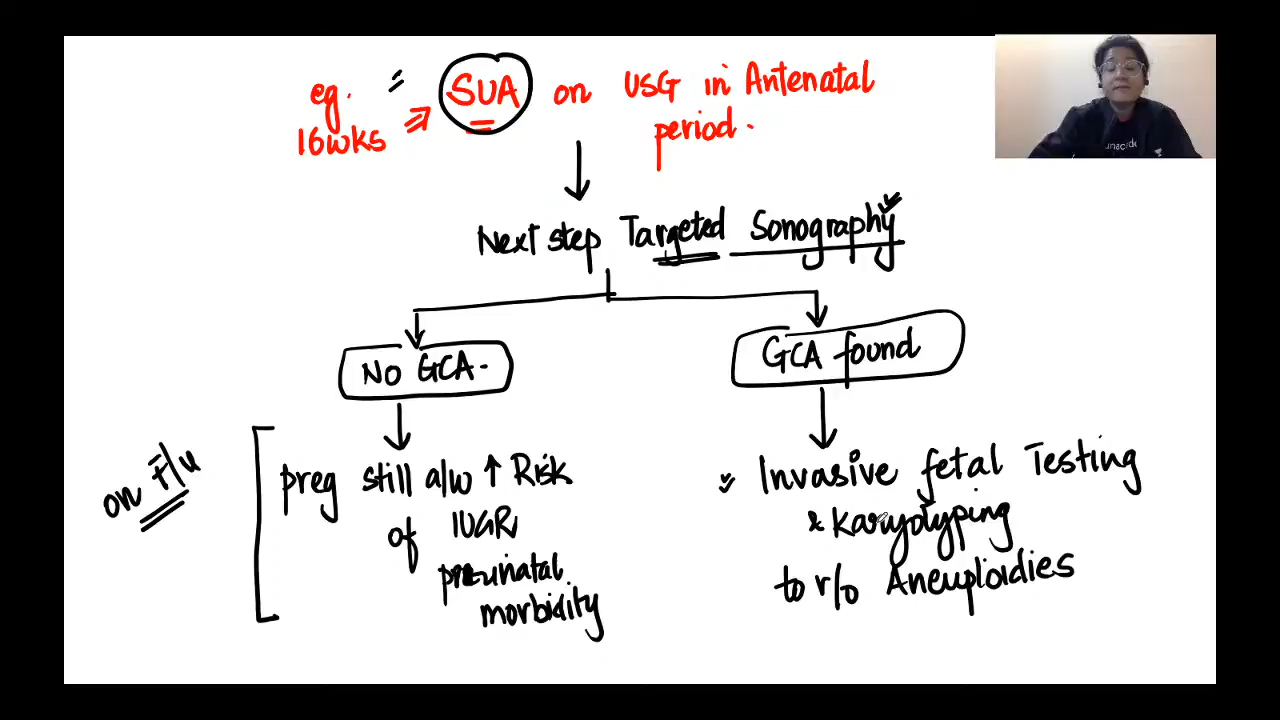 eg. SUA on USG in Antenatal
16wks period.
Next step Targeted Sonography
No GCA. GCA found
on F/u
preg still a/w ↑ Risk
of IUGR
perinatal
morbidity
Invasive fetal Testing
& Karyotyping
to r/o Aneuploidies